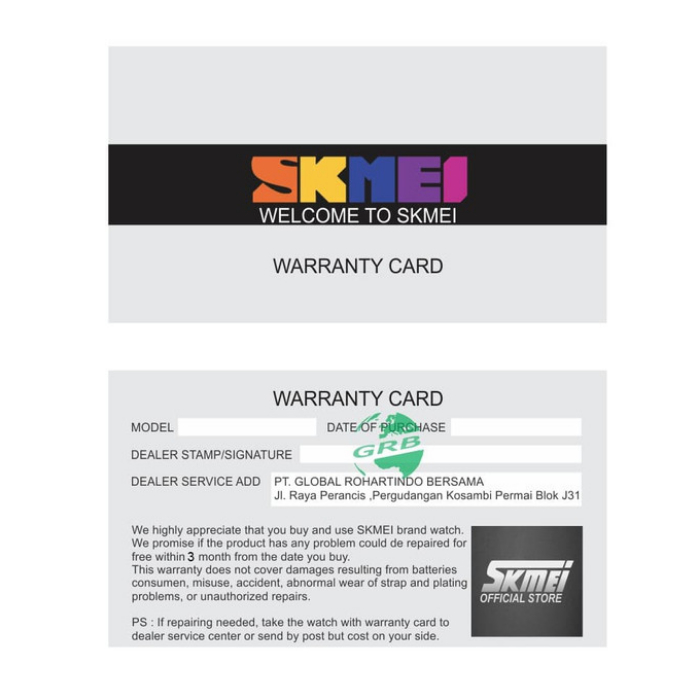 SKMEI
WELCOME TO SKMEI
WARRANTY CARD
WARRANTY CARD
MODEL DATE OF PURCHASE
GRB
DEALER STAMP/SIGNATURE
DEALER SERVICE ADD PT. GLOBAL ROHARTINDO BERSAMA
Jl. Raya Perancis ,Pergudangan Kosambi Permai Blok J31
We highly appreciate that you buy and use SKMEI brand watch.
We promise if the product has any problem could be repaired for
free within 3 month from the date you buy.
This warranty does not cover damages resulting from batteries
consumen, misuse, accident, abnormal wear of strap and plating
problems, or unauthorized repairs.
SKMEI
OFFICIAL STORE
PS : If repairing needed, take the watch with warranty card to
dealer service center or send by post but cost on your side.